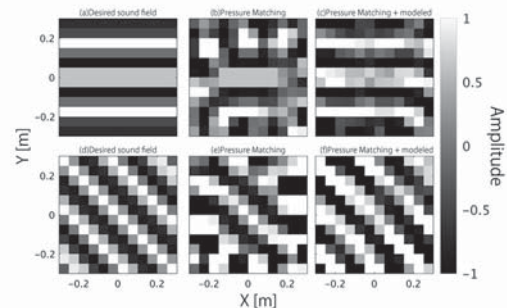 (a)Desired sound field (b)Pressure Matching (c)Pressure Matching + modeled
0.2
0
-0.2
(d)Desired sound field (e)Pressure Matching (f)Pressure Matching + modeled
0.2
0
-0.2
-0.2 0 0.2 -0.2 0 0.2 -0.2 0 0.2
Y [m]
X [m]
1
0.5
0
-0.5
-1
Amplitude